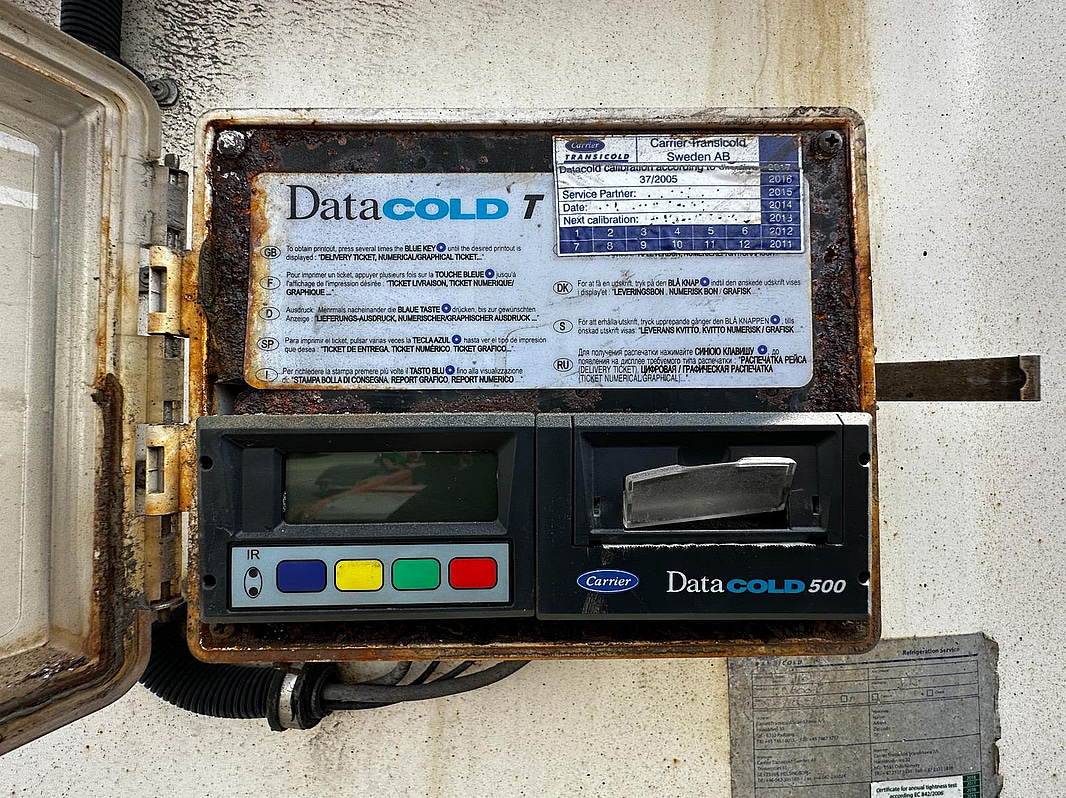 Carrier
TRANSICOLD
Carrier Transicold
Sweden AB
Datacold calibration according to
37/2005
2017
2016
Service Partner:
2015
Date:
2014
Next calibration:
2013
1 2 3 4 5 6 2012
7 8 9 10 11 12 2011
DataCOLD T
GB
To obtain printout, press several times the BLUE KEY until the desired printout is
displayed : "DELIVERY TICKET, NUMERICAL/GRAPHICAL TICKET..."
F
Pour imprimer un ticket, appuyer plusieurs fois sur la TOUCHE BLEUE jusqu'à
l'affichage de l'impression désirée : "TICKET LIVRAISON, TICKET NUMERIQUE/
GRAPHIQUE ..."
D
Ausdruck: Mehrmals nacheinander die BLAUE TASTE drücken, bis zur gewünschten
Anzeige : "LIEFERUNGS-AUSDRUCK, NUMERISCHER/GRAPHISCHER AUSDRUCK ..."
SP
Para imprimir el ticket, pulsar varias veces la TECLA AZUL hasta ver el tipo de impresión
que desea : "TICKET DE ENTREGA, TICKET NUMÉRICO, TICKET GRAFICO..."
I
Per richiedere la stampa premere più volte il TASTO BLU fino alla visualizzazione
di: "STAMPA BOLLA DI CONSEGNA, REPORT GRAFICO, REPORT NUMERICO
DK
For at få en udskrift, tryk på den BLÅ KNAP indtil den ønskede udskrift vises
i display'et : "LEVERINGSBON , NUMERISK BON / GRAFISK
S
För att erhålla utskrift, tryck upprepande gånger den BLÅ KNAPPEN tills
önskad utskrift visas: "LEVERANS KVITTO, KVITTO NUMERISK / GRAFISK
RU
Для получения распечатки нажимайте СИНЮЮ КЛАВИШУ до
появления на дисплее требуемого типа распечатки : "РАСПЕЧАТКА РЕЙСА
(DELIVERY TICKET), ЦИФРОВАЯ / ГРАФИЧЕСКАЯ РАСПЕЧАТКА
(TICKET NUMERICAL/GRAPHICAL)..."
IR
Carrier
DataCOLD 500
Refrigeration Service
Certificate for annual tightness test
according EC 842/2006